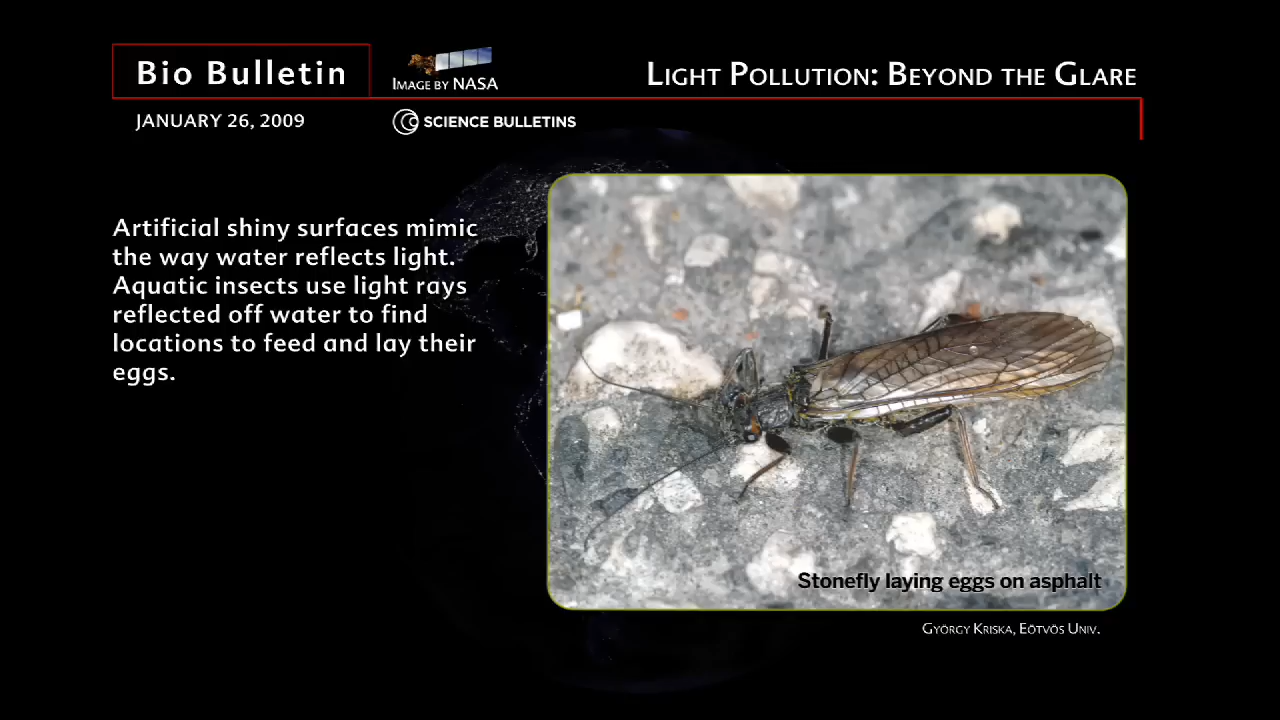 Bio Bulletin
IMAGE BY NASA
LIGHT POLLUTION: BEYOND THE GLARE
JANUARY 26, 2009
SCIENCE BULLETINS
Artificial shiny surfaces mimic
the way water reflects light.
Aquatic insects use light rays
reflected off water to find
locations to feed and lay their
eggs.
Stonefly laying eggs on asphalt
GYÖRGY KRISKA, EÖTVÖS UNIV.